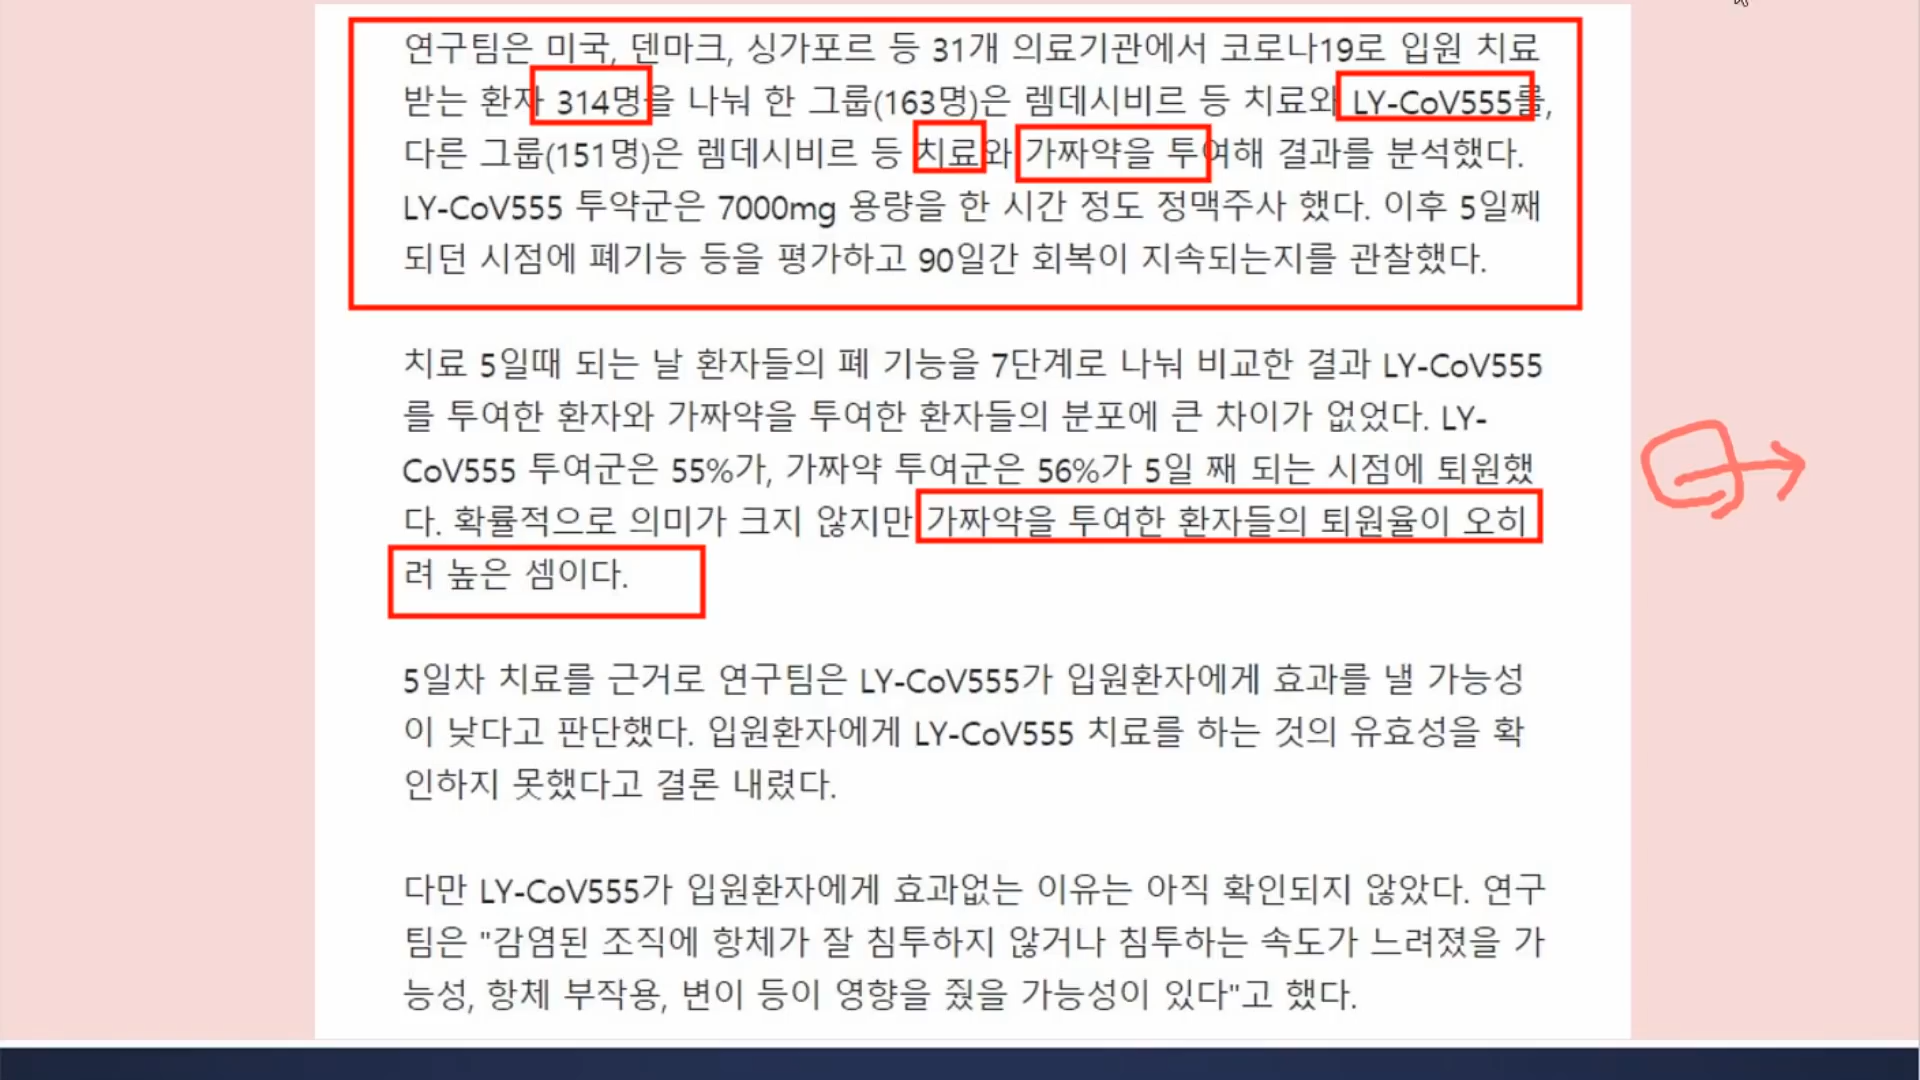 연구팀은 미국, 덴마크, 싱가포르 등 31개 의료기관에서 코로나19로 입원 치료
받는 환자 314명을 나눠 한 그룹(163명)은 렘데시비르 등 치료와 LY-CoV555를,
다른 그룹(151명)은 렘데시비르 등 치료와 가짜약을 투여해 결과를 분석했다.
LY-CoV555 투약군은 7000mg 용량을 한 시간 정도 정맥주사 했다. 이후 5일째
되던 시점에 폐기능 등을 평가하고 90일간 회복이 지속되는지를 관찰했다.
치료 5일때 되는 날 환자들의 폐 기능을 7단계로 나눠 비교한 결과 LY-CoV555
를 투여한 환자와 가짜약을 투여한 환자들의 분포에 큰 차이가 없었다. LY-
CoV555 투여군은 55%가, 가짜약 투여군은 56%가 5일 째 되는 시점에 퇴원했
다. 확률적으로 의미가 크지 않지만 가짜약을 투여한 환자들의 퇴원율이 오히
려 높은 셈이다.
5일차 치료를 근거로 연구팀은 LY-CoV555가 입원환자에게 효과를 낼 가능성
이 낮다고 판단했다. 입원환자에게 LY-CoV555 치료를 하는 것의 유효성을 확
인하지 못했다고 결론 내렸다.
다만 LY-CoV555가 입원환자에게 효과없는 이유는 아직 확인되지 않았다. 연구
팀은 "감염된 조직에 항체가 잘 침투하지 않거나 침투하는 속도가 느려졌을 가
능성, 항체 부작용, 변이 등이 영향을 줬을 가능성이 있다"고 했다.